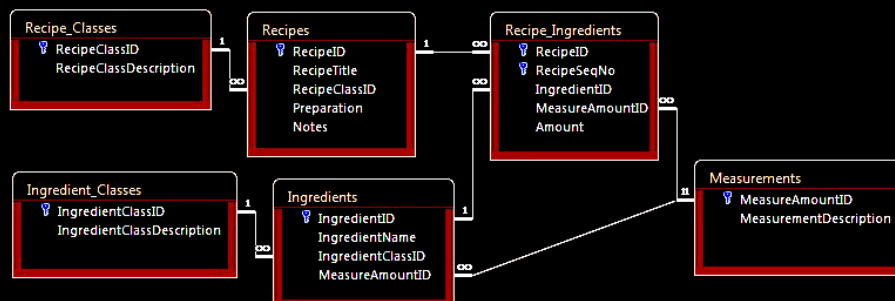 Recipe_Classes
RecipeClassID
RecipeClassDescription
1
∞
Recipes
RecipeID
RecipeTitle
RecipeClassID
Preparation
Notes
1
∞
∞
Recipe_Ingredients
RecipeID
RecipeSeqNo
IngredientID
MeasureAmountID
Amount
∞
Ingredient_Classes
IngredientClassID
IngredientClassDescription
1
∞
Ingredients
IngredientID
IngredientName
IngredientClassID
MeasureAmountID
1
∞
11
Measurements
MeasureAmountID
MeasurementDescription